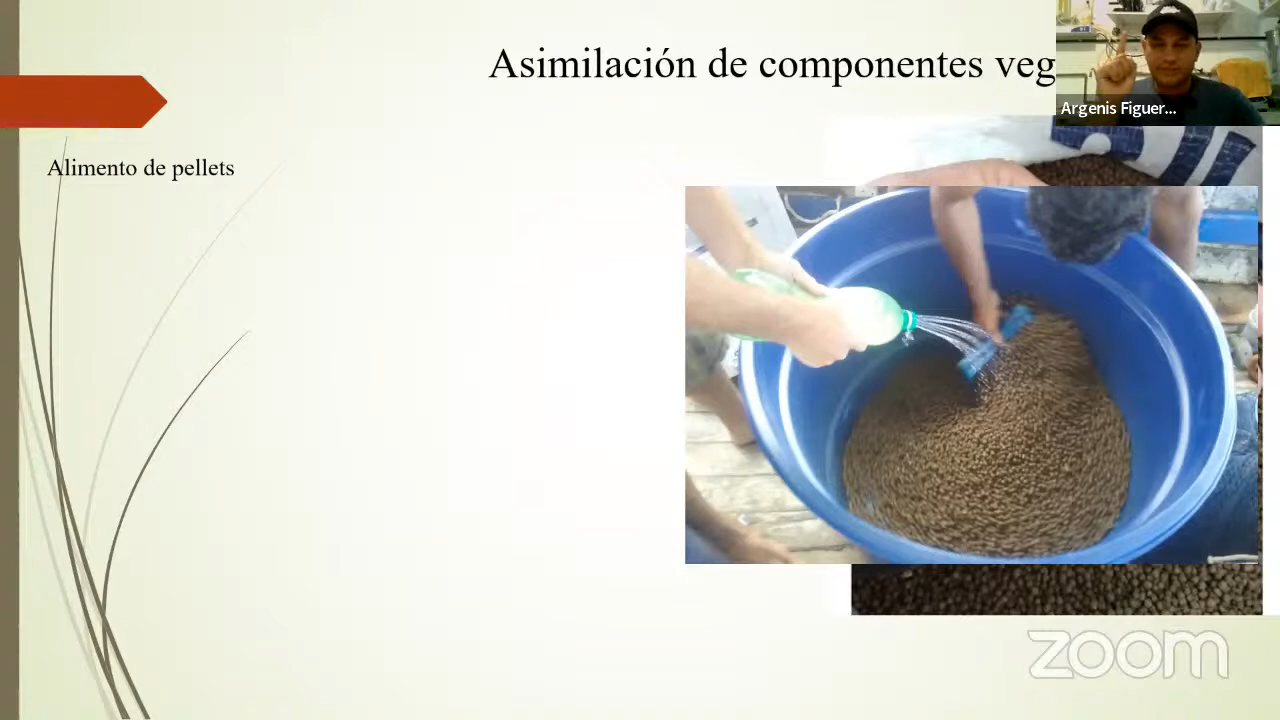 Asimilación de componentes veg
Argenis Figuer...
Alimento de pellets
zoom